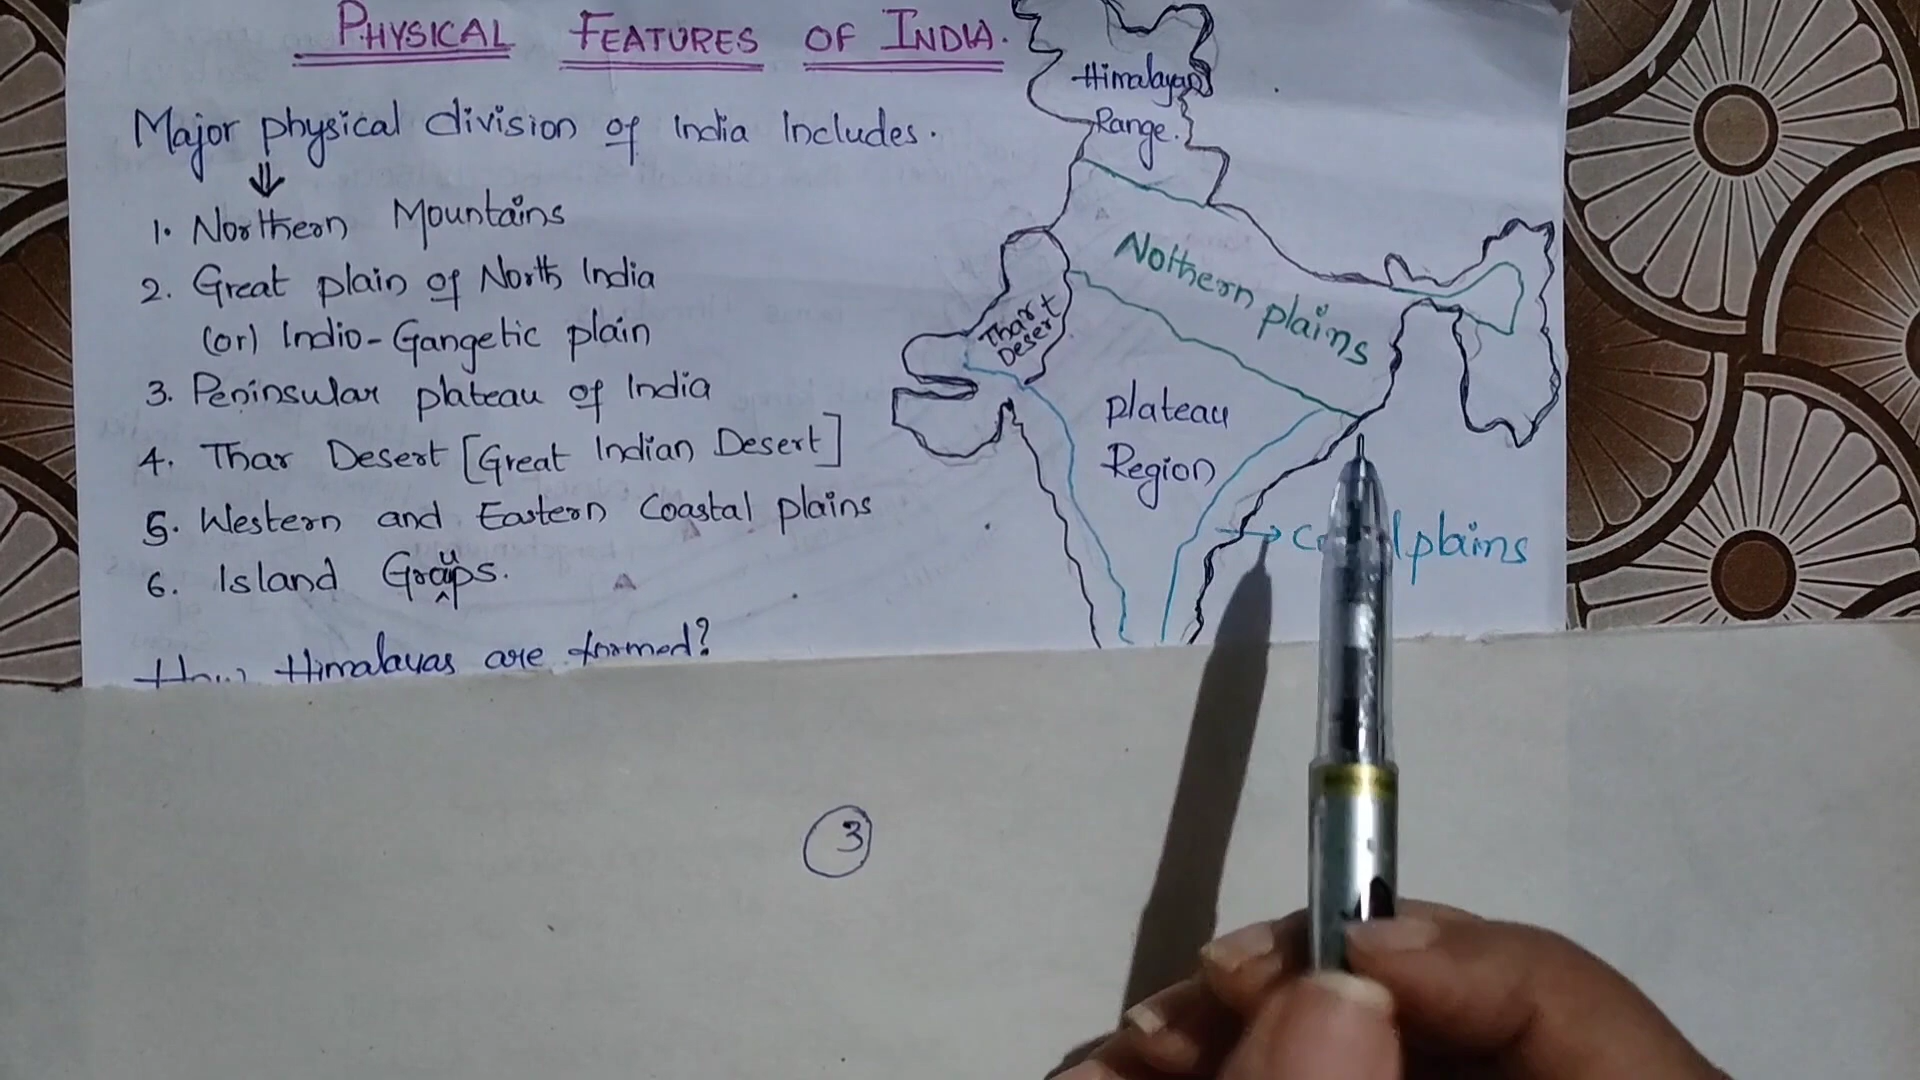 PHYSICAL FEATURES OF INDIA.
Major physical division of India Includes.
1. Northern Mountains
2. Great plain of North India
(or) Indio-Gangetic plain
3. Peninsular plateau of India
4. Thar Desert [Great Indian Desert]
5. Western and Eastern Coastal plains
6. Island Groups.
How Himalayas are formed?
Himalayan
Range.
Nothern plains
Thar
Desert
plateau
Region
plains
3